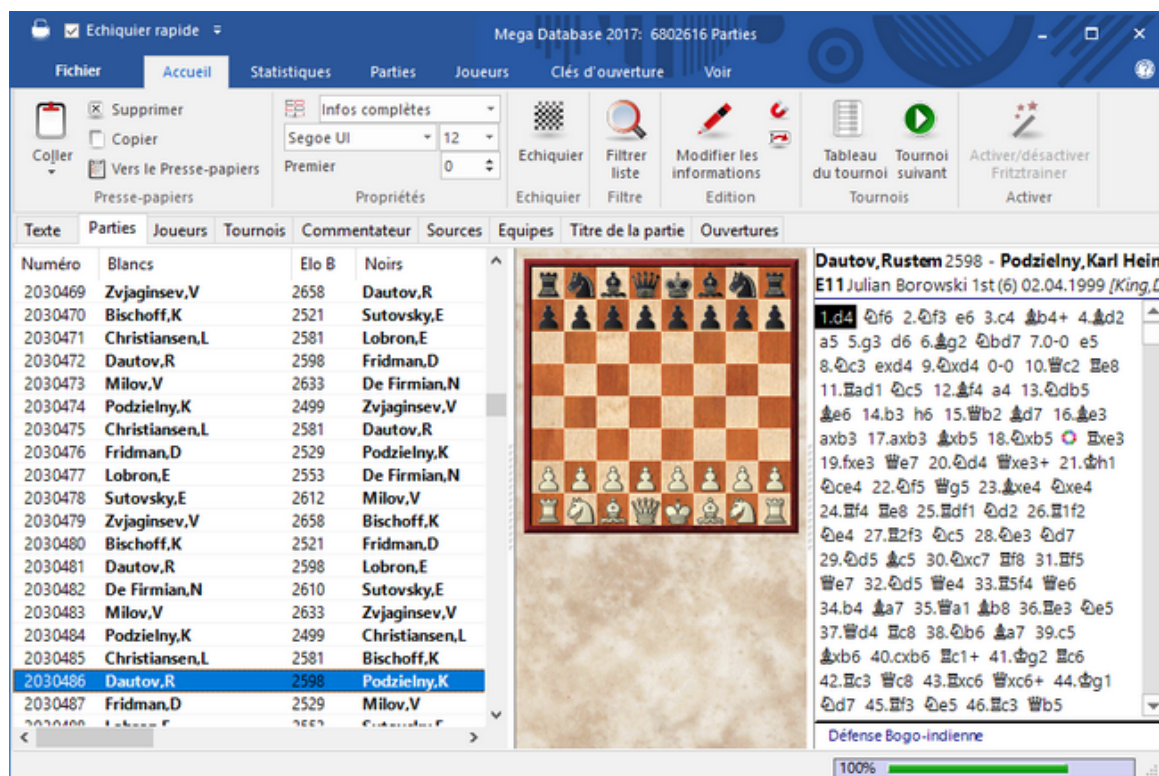 Echiquier rapide
Mega Database 2017: 6802616 Parties
Fichier Accueil Statistiques Parties Joueurs Clés d'ouverture Voir
Coller
Supprimer
Copier
Vers le Presse-papiers
Presse-papiers
Infos complètes
Segoe UI 12
Premier 0
Propriétés
Echiquier
Echiquier
Filtrer
liste
Filtre
Modifier les
informations
Edition
Tableau
du tournoi
Tournoi
suivant
Tournois
Activer/désactiver
Fritztrainer
Activer
Texte Parties Joueurs Tournois Commentateur Sources Equipes Titre de la partie Ouvertures
Numéro Blancs Elo B Noirs
2030469 Zvjaginsev,V 2658 Dautov,R
2030470 Bischoff,K 2521 Sutovsky,E
2030471 Christiansen,L 2581 Lobron,E
2030472 Dautov,R 2598 Fridman,D
2030473 Milov,V 2633 De Firmian,N
2030474 Podzielny,K 2499 Zvjaginsev,V
2030475 Christiansen,L 2581 Dautov,R
2030476 Fridman,D 2529 Podzielny,K
2030477 Lobron,E 2553 De Firmian,N
2030478 Sutovsky,E 2612 Milov,V
2030479 Zvjaginsev,V 2658 Bischoff,K
2030480 Bischoff,K 2521 Fridman,D
2030481 Dautov,R 2598 Lobron,E
2030482 De Firmian,N 2610 Sutovsky,E
2030483 Milov,V 2633 Zvjaginsev,V
2030484 Podzielny,K 2499 Christiansen,L
2030485 Christiansen,L 2581 Bischoff,K
2030486 Dautov,R 2598 Podzielny,K
2030487 Fridman,D 2529 Milov,V
Dautov,Rustem 2598 - Podzielny,Karl Hein
E11 Julian Borowski 1st (6) 02.04.1999 [King,D
1.d4 ♘f6 2.♘f3 e6 3.c4 ♗b4+ 4.♗d2
a5 5.g3 d6 6.♗g2 ♘bd7 7.0-0 e5
8.♘c3 exd4 9.♘xd4 0-0 10.♕c2 ♖e8
11.♖ad1 ♘c5 12.♗f4 a4 13.♘db5
♗e6 14.b3 h6 15.♕b2 ♗d7 16.♗e3
axb3 17.axb3 ♗xb5 18.♘xb5 ♖xe3
19.fxe3 ♕e7 20.♘d4 ♕xe3+ 21.♔h1
♘ce4 22.♘f5 ♕g5 23.♗xe4 ♘xe4
24.♖f4 ♖e8 25.♖df1 ♘d2 26.♖1f2
♘e4 27.♖2f3 ♘c5 28.♘e3 ♘d7
29.♘d5 ♗c5 30.♘xc7 ♖f8 31.♖f5
♕e7 32.♘d5 ♕e4 33.♖5f4 ♕e6
34.b4 ♗a7 35.♕a1 ♗b8 36.♖e3 ♘e5
37.♕d4 ♖c8 38.♘b6 ♗a7 39.c5
♗xb6 40.cxb6 ♖c1+ 41.♔g2 ♖c6
42.♖c3 ♕c8 43.♖xc6 ♕xc6+ 44.♔g1
♘d7 45.♖f3 ♘e5 46.♖c3 ♕b5
Défense Bogo-indienne
100%